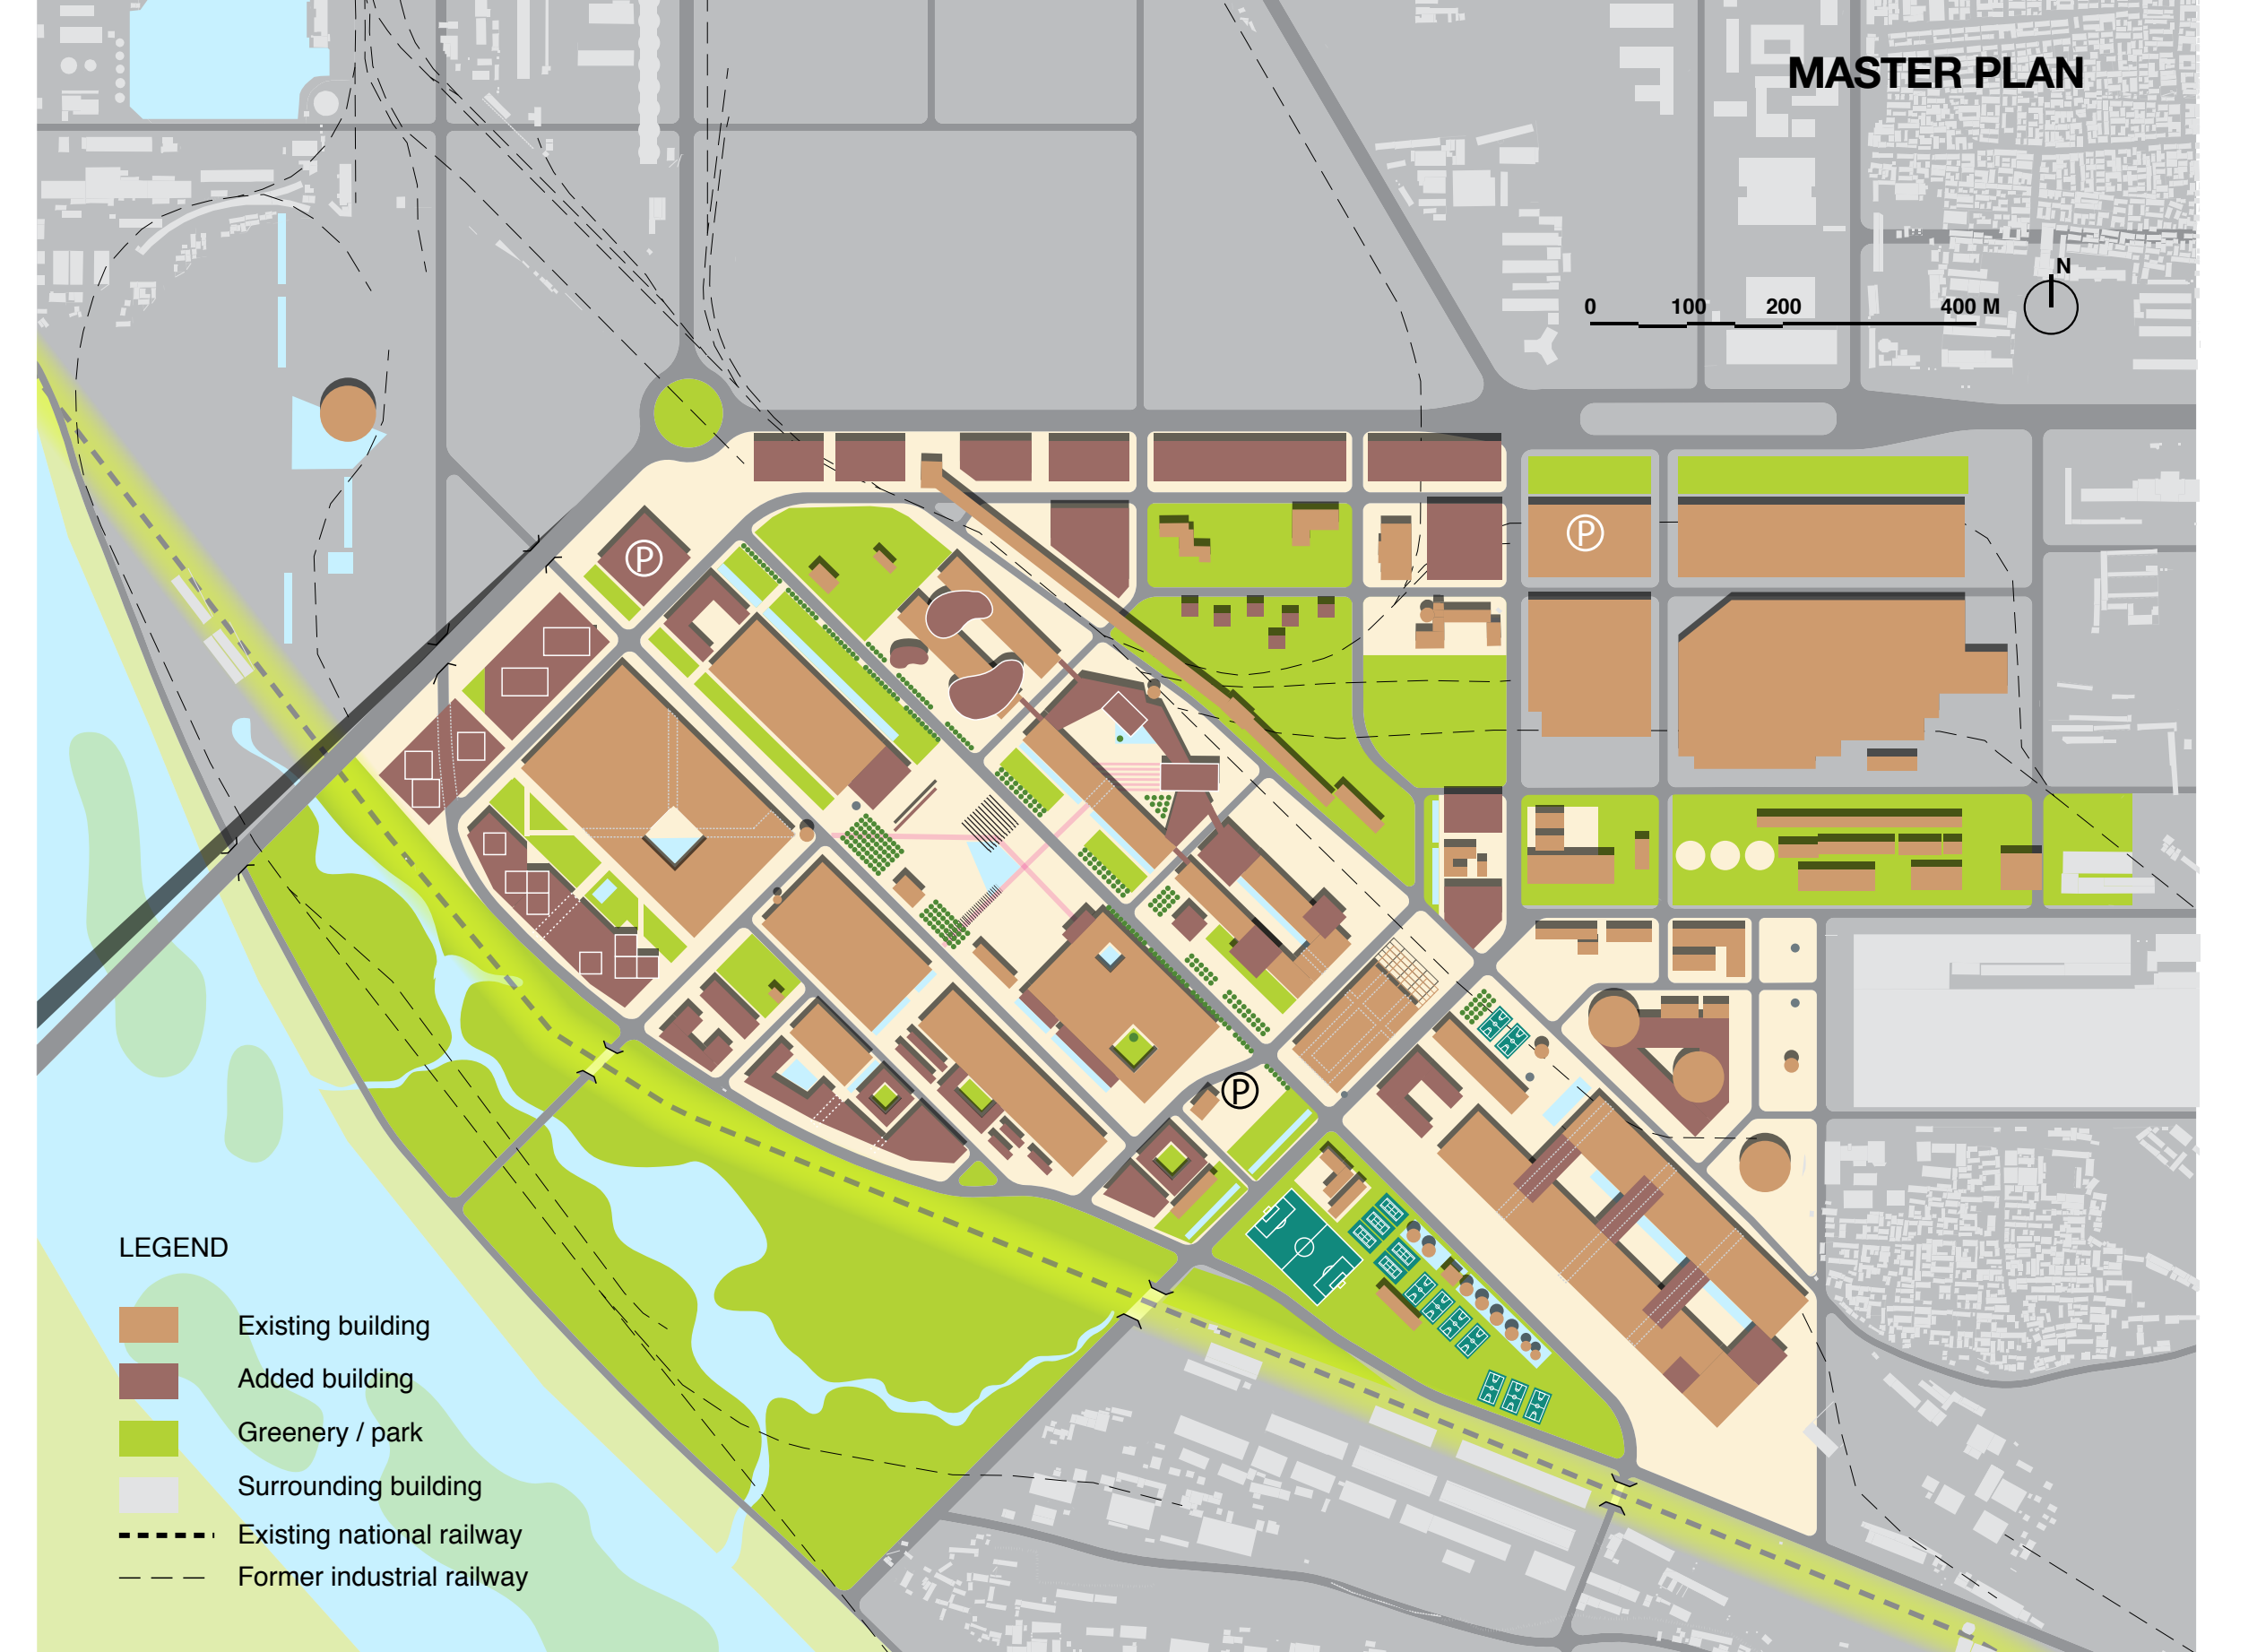 MASTER PLAN
N
0 100 200 400 M
P
P
P
LEGEND
Existing building
Added building
Greenery / park
Surrounding building
Existing national railway
Former industrial railway